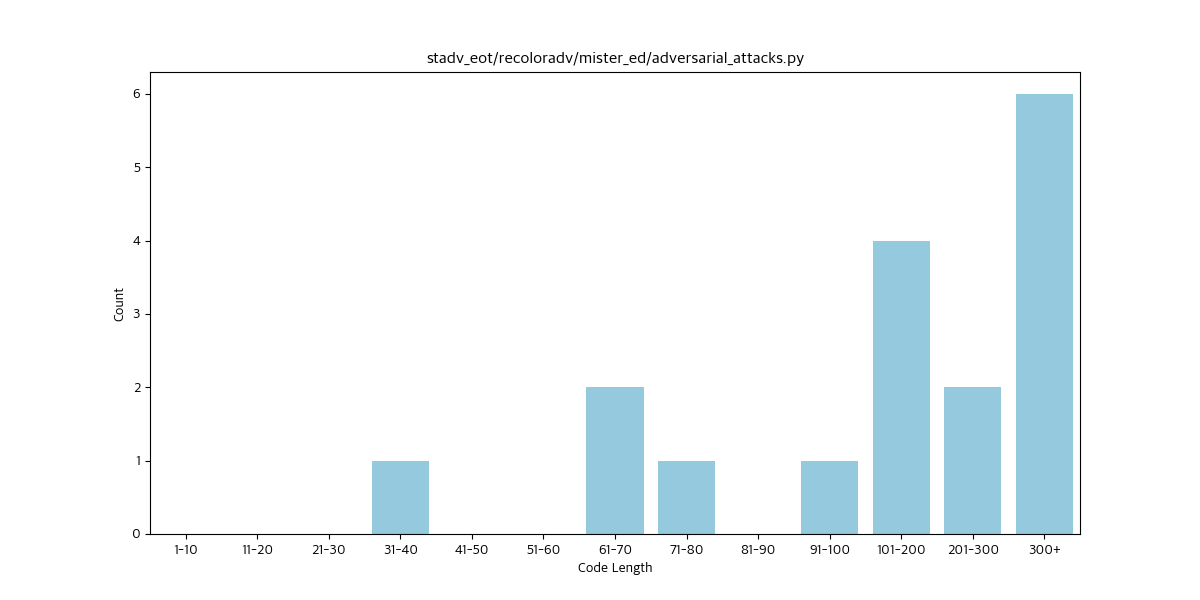 stadv_eot/recoloradv/mister_ed/adversarial_attacks.py
6
5
4
3
2
1
0
Count
1-10 11-20 21-30 31-40 41-50 51-60 61-70 71-80 81-90 91-100 101-200 201-300 300+
Code Length